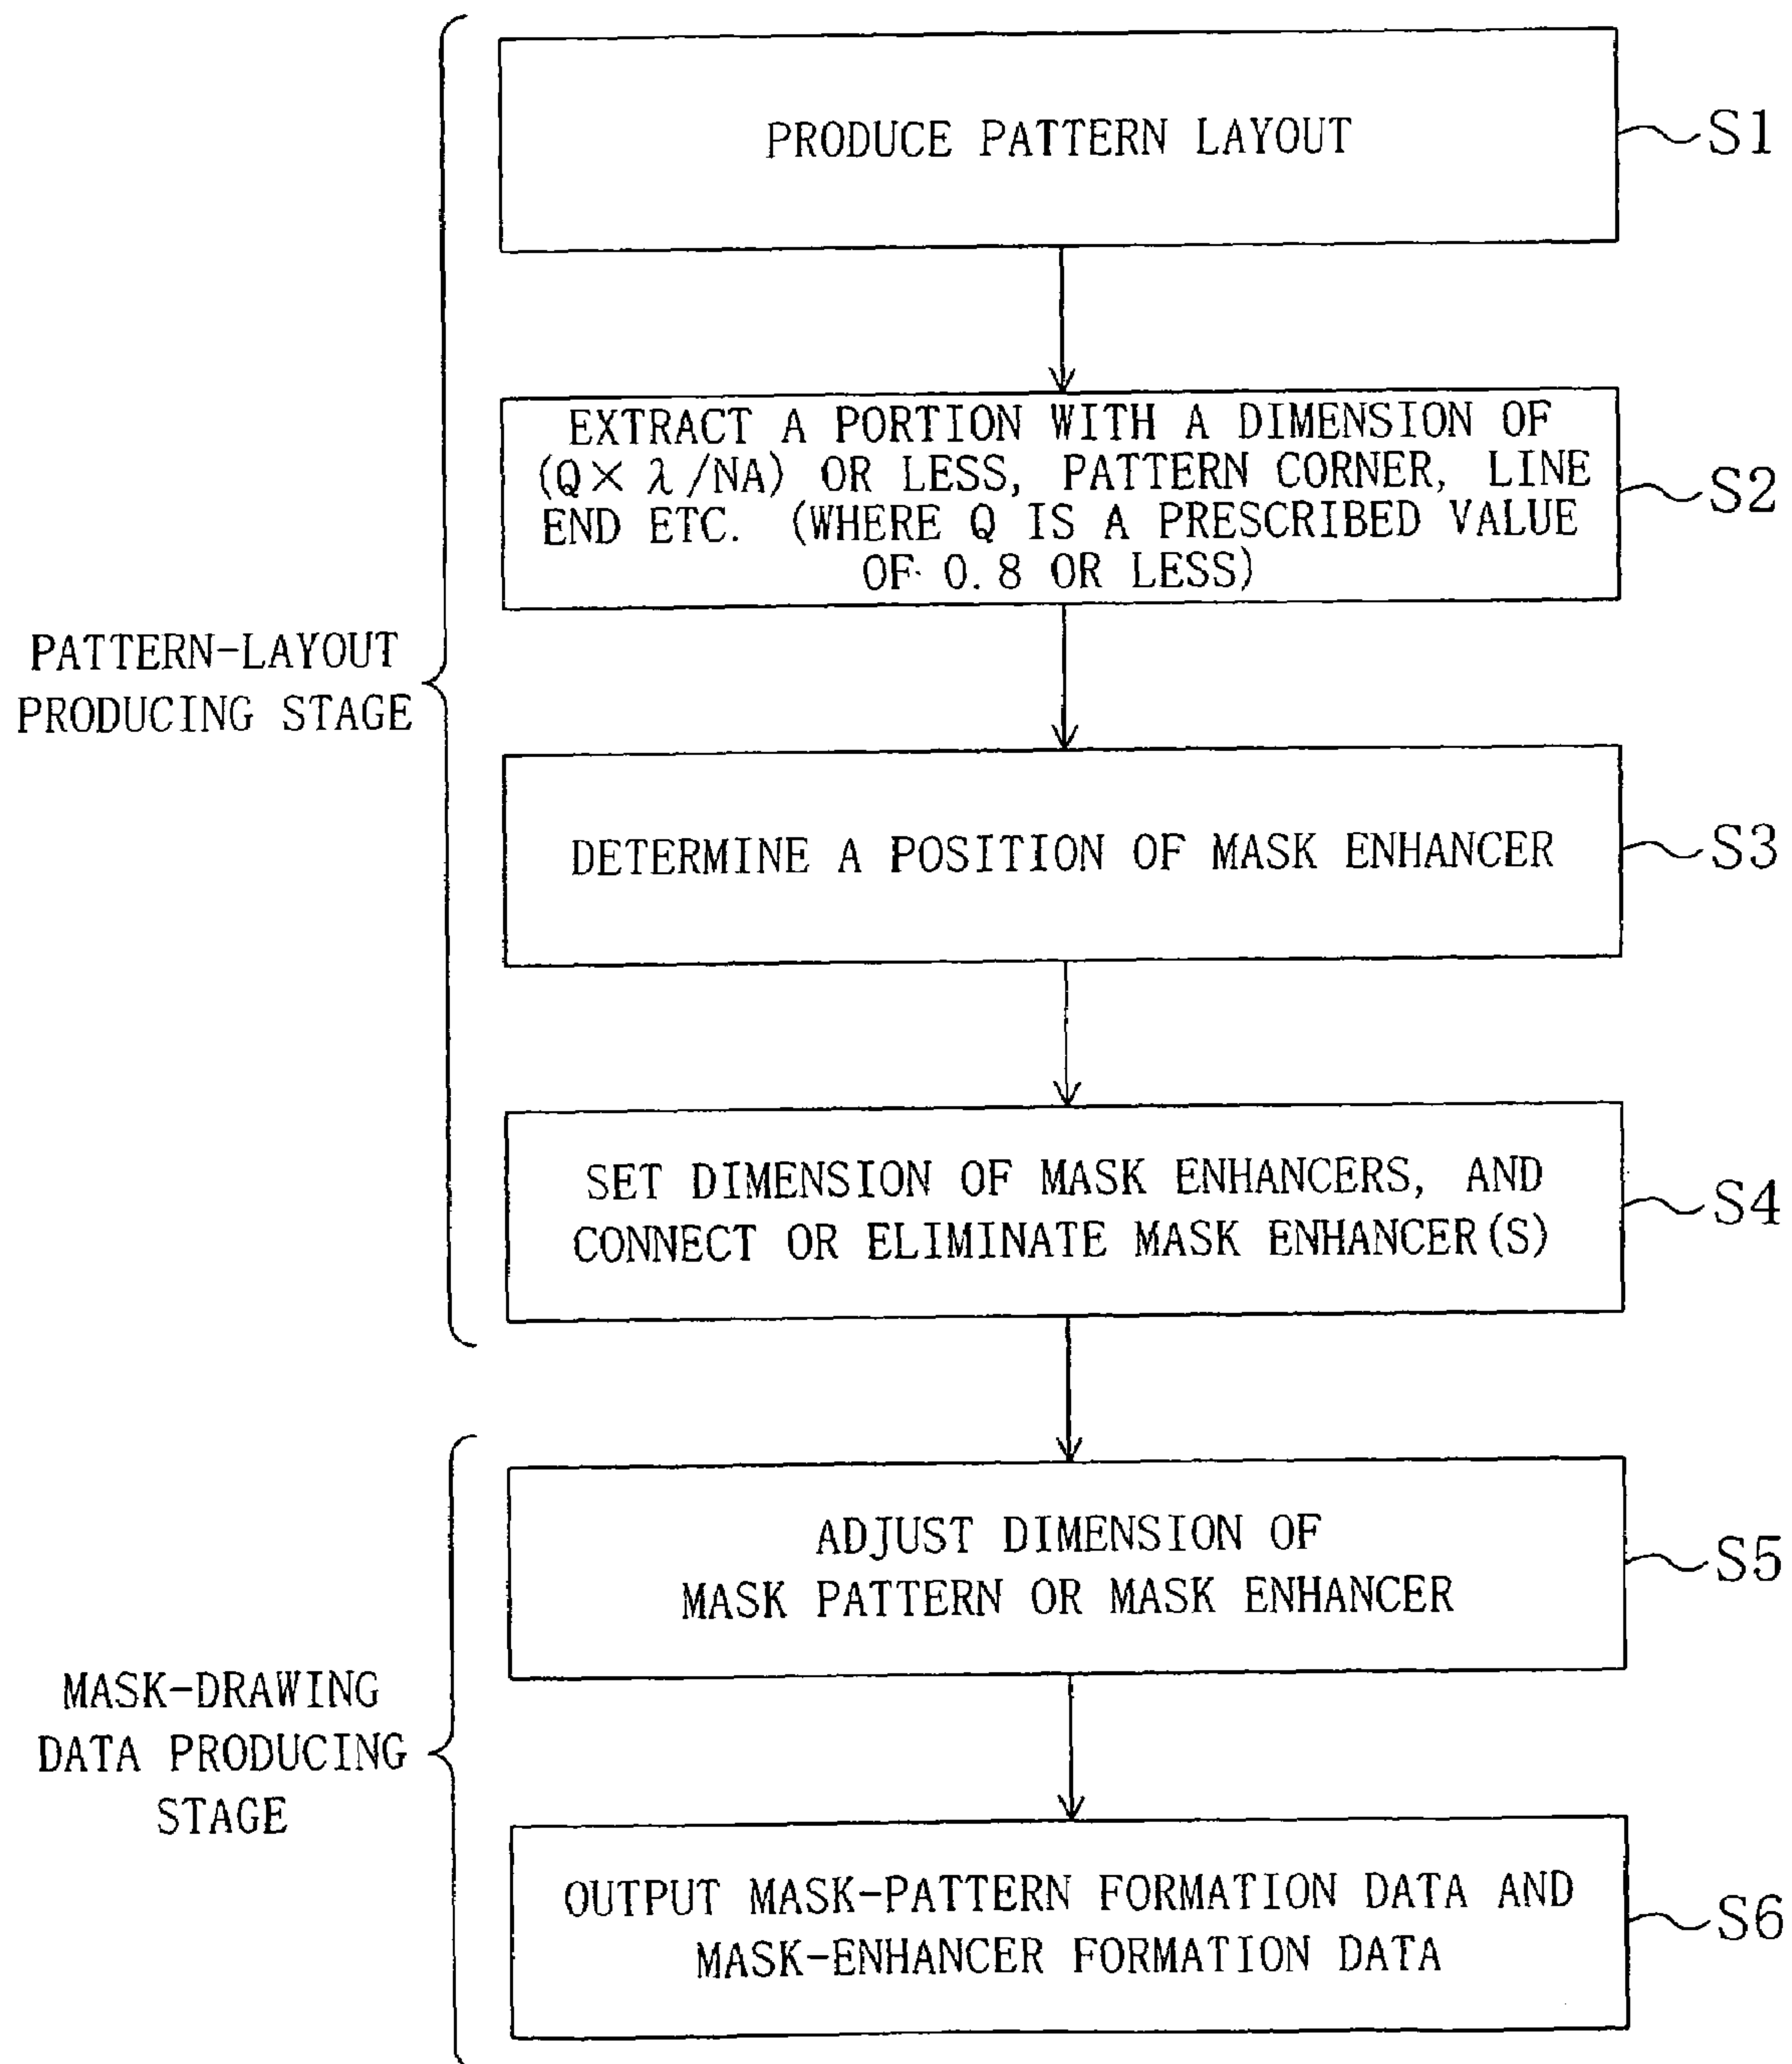 PRODUCE PATTERN LAYOUT
S1
EXTRACT A PORTION WITH A DIMENSION OF
(Q× λ/NA) OR LESS, PATTERN CORNER, LINE
END ETC. (WHERE Q IS A PRESCRIBED VALUE
OF 0.8 OR LESS)
S2
PATTERN-LAYOUT
PRODUCING STAGE
DETERMINE A POSITION OF MASK ENHANCER
S3
SET DIMENSION OF MASK ENHANCERS, AND
CONNECT OR ELIMINATE MASK ENHANCER(S)
S4
ADJUST DIMENSION OF
MASK PATTERN OR MASK ENHANCER
S5
MASK-DRAWING
DATA PRODUCING
STAGE
OUTPUT MASK-PATTERN FORMATION DATA AND
MASK-ENHANCER FORMATION DATA
S6